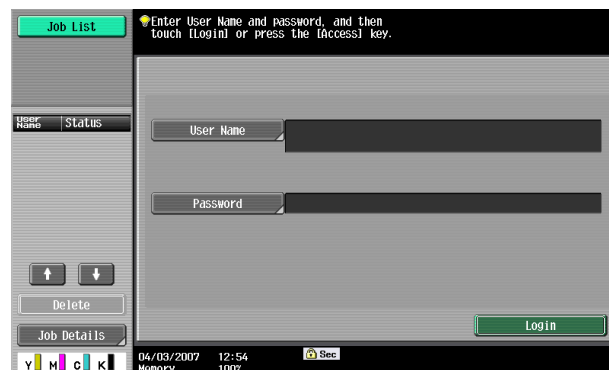 Job List
Enter User Name and password, and then
touch [Login] or press the [Access] key.
User Name
Status
User Name
Password
Delete
Job Details
Login
04/03/2007 12:54
Sec
Memory 100%
Y M C K